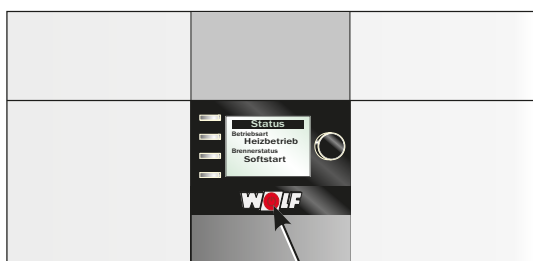 Status
Betriebsart
Heizbetrieb
Brennerstatus
Softstart
WOLF